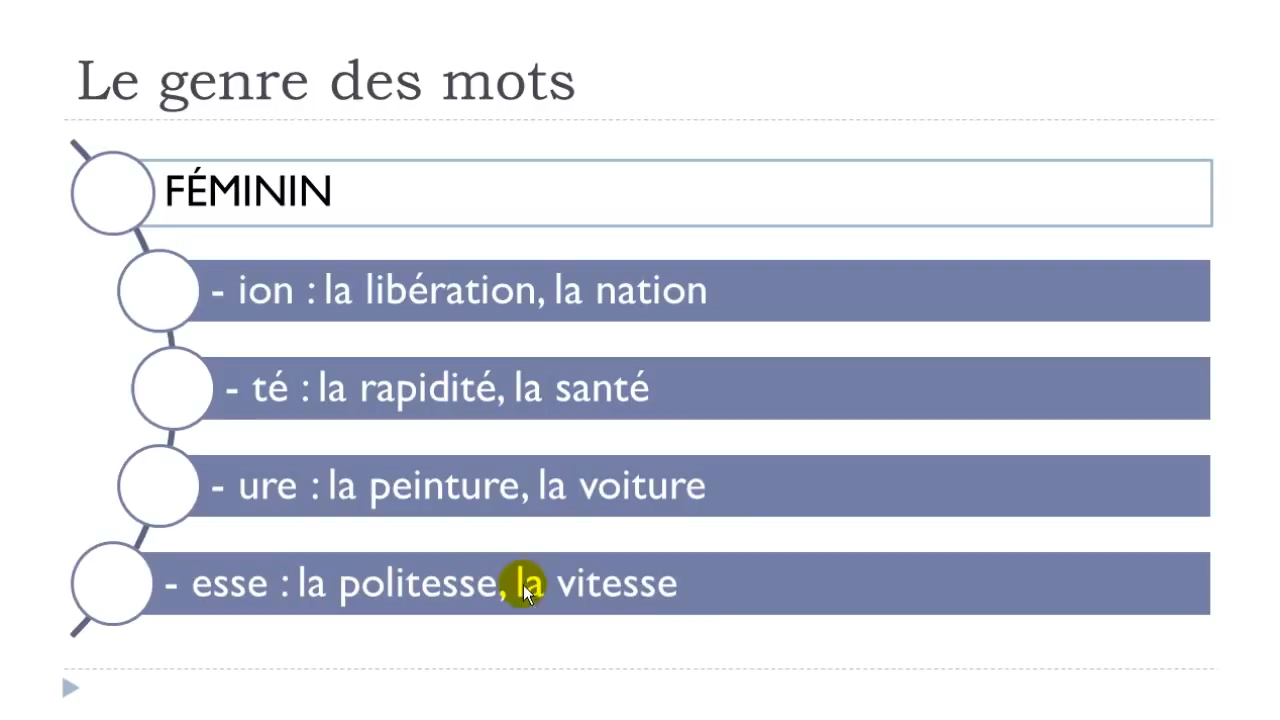 Le genre des mots
FÉMININ
- ion : la libération, la nation
- té : la rapidité, la santé
- ure : la peinture, la voiture
- esse : la politesse, la vitesse